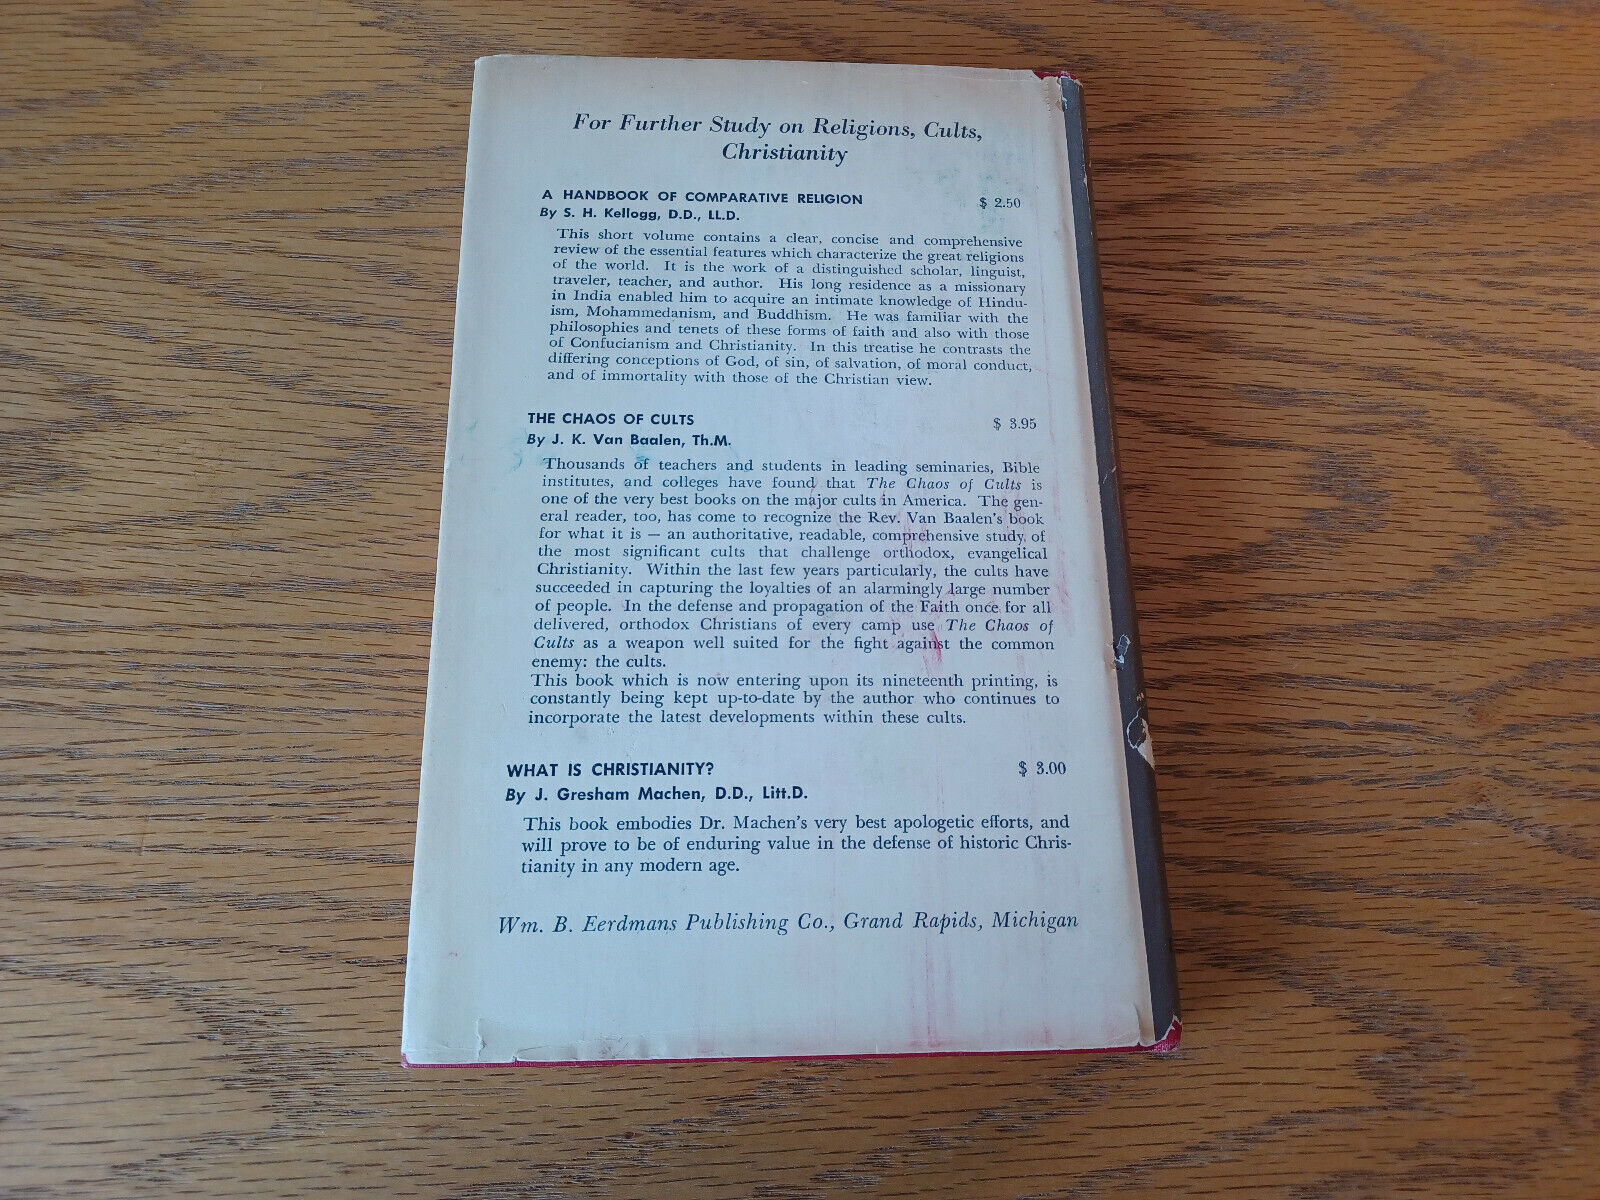 For Further Study on Religions, Cults,
Christianity
A HANDBOOK OF COMPARATIVE RELIGION $ 2.50
By S. H. Kellogg, D.D., LL.D.
This short volume contains a clear, concise and comprehensive
review of the essential features which characterize the great religions
of the world. It is the work of a distinguished scholar, linguist,
traveler, teacher, and author. His long residence as a missionary
in India enabled him to acquire an intimate knowledge of Hindu-
ism, Mohammedanism, and Buddhism. He was familiar with the
philosophies and tenets of these forms of faith and also with those
of Confucianism and Christianity. In this treatise he contrasts the
differing conceptions of God, of sin, of salvation, of moral conduct,
and of immortality with those of the Christian view.
THE CHAOS OF CULTS $ 3.95
By J. K. Van Baalen, Th.M.
Thousands of teachers and students in leading seminaries, Bible
institutes, and colleges have found that The Chaos of Cults is
one of the very best books on the major cults in America. The gen-
eral reader, too, has come to recognize the Rev. Van Baalen's book
for what it is — an authoritative, readable, comprehensive study of
the most significant cults that challenge orthodox, evangelical
Christianity. Within the last few years particularly, the cults have
succeeded in capturing the loyalties of an alarmingly large number
of people. In the defense and propagation of the Faith once for all
delivered, orthodox Christians of every camp use The Chaos of
Cults as a weapon well suited for the fight against the common
enemy: the cults.
This book which is now entering upon its nineteenth printing, is
constantly being kept up-to-date by the author who continues to
incorporate the latest developments within these cults.
WHAT IS CHRISTIANITY? $ 3.00
By J. Gresham Machen, D.D., Litt.D.
This book embodies Dr. Machen's very best apologetic efforts, and
will prove to be of enduring value in the defense of historic Chris-
tianity in any modern age.
Wm. B. Eerdmans Publishing Co., Grand Rapids, Michigan